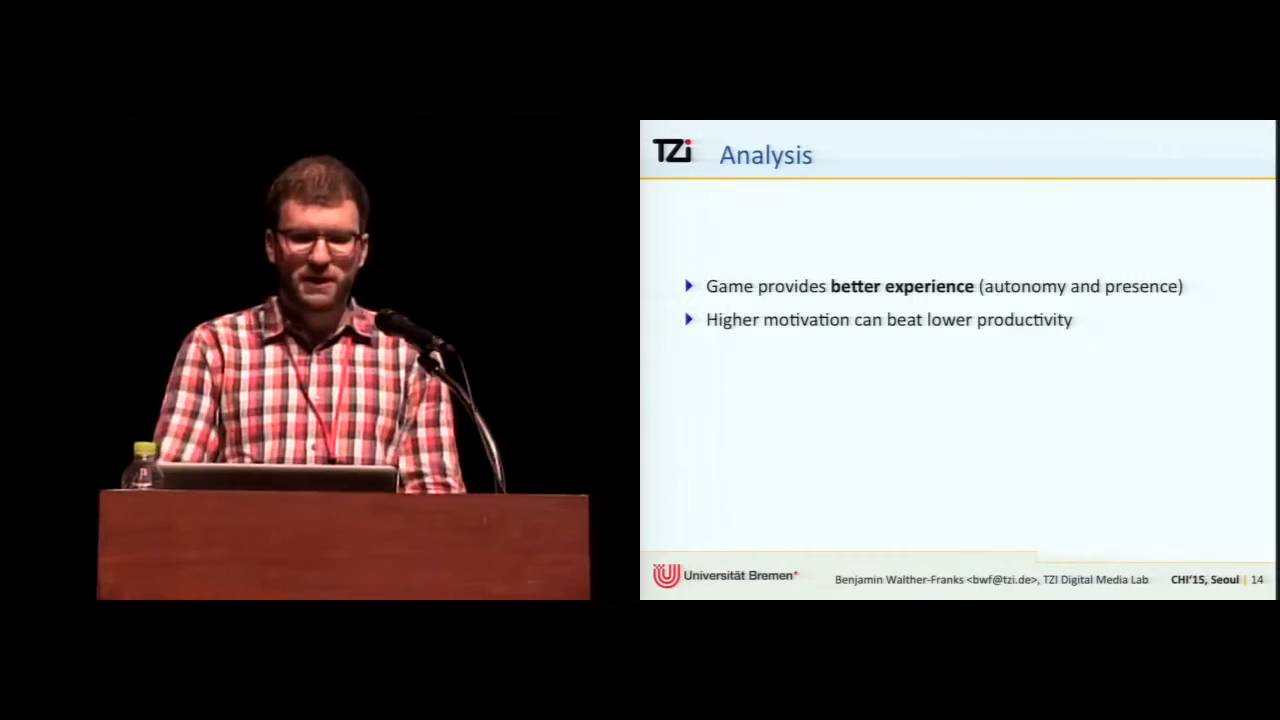 TZi Analysis
Game provides better experience (autonomy and presence)
Higher motivation can beat lower productivity
Universität Bremen* Benjamin Walther-Franks <bwf@tzi.de>, TZI Digital Media Lab CHI'15, Seoul | 14